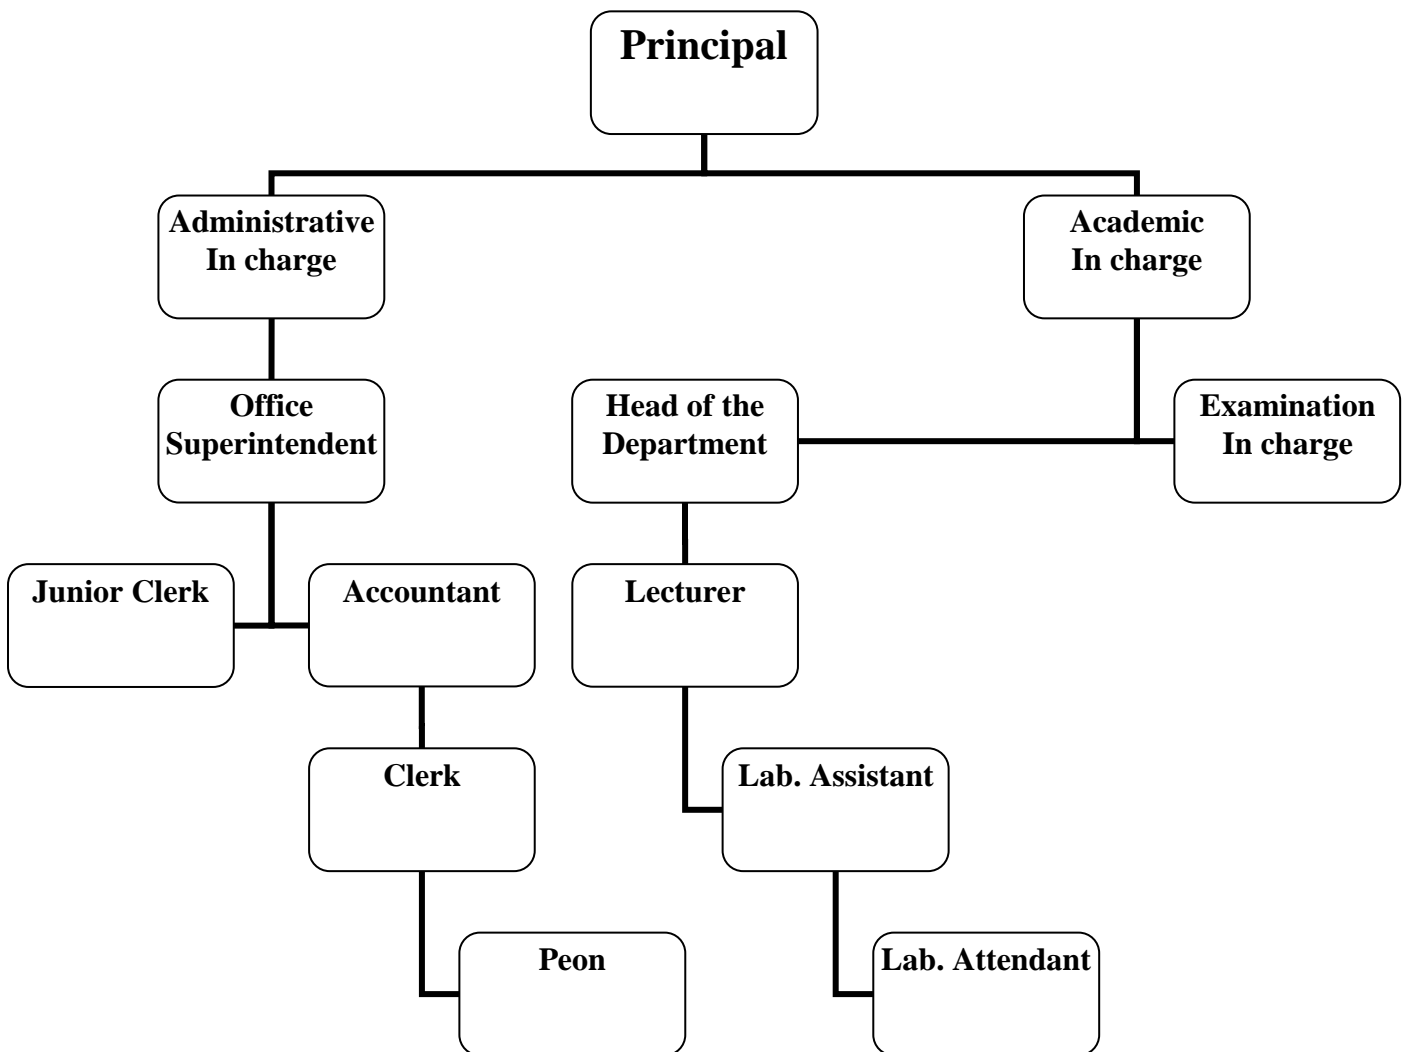 Principal
Administrative
In charge
Academic
In charge
Office
Superintendent
Head of the
Department
Examination
In charge
Junior Clerk
Accountant
Lecturer
Clerk
Lab. Assistant
Peon
Lab. Attendant